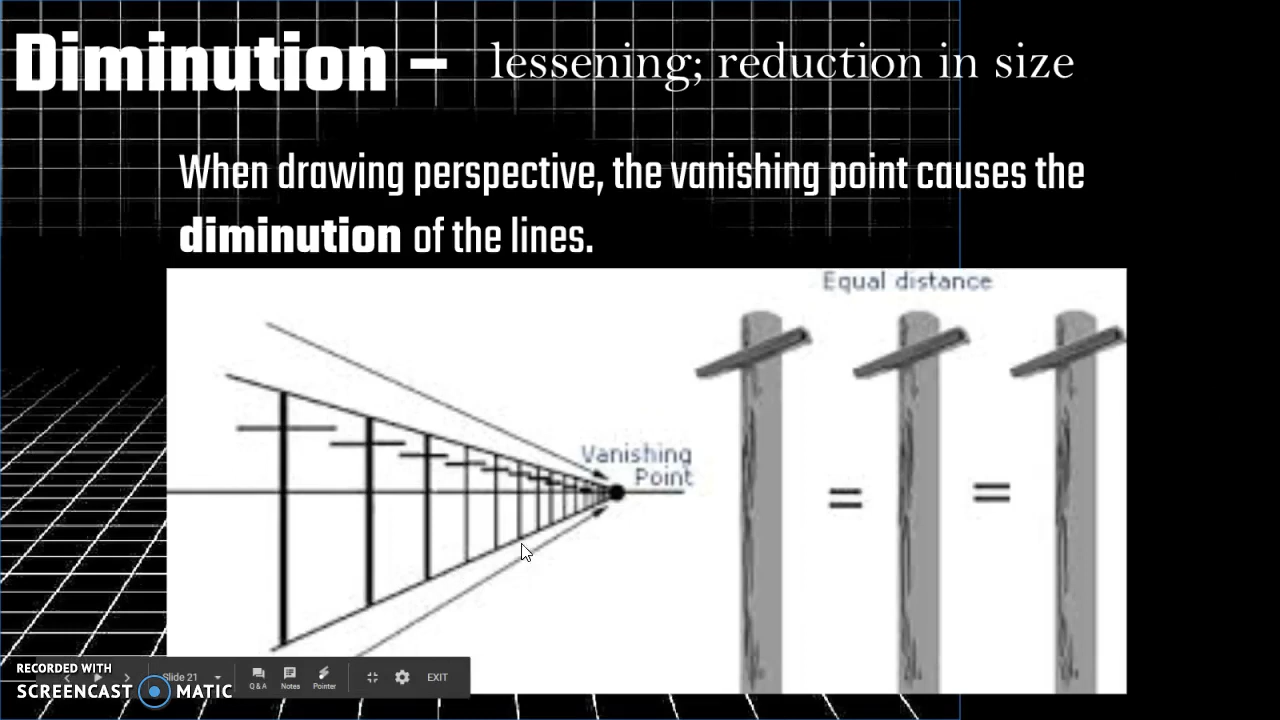 Diminution – lessening; reduction in size
When drawing perspective, the vanishing point causes the
diminution of the lines.
Equal distance
Vanishing
Point
= =
RECORDED WITH
SCREENCAST MATIC
Slide 21
Q & A
Notes
Pointer
EXIT